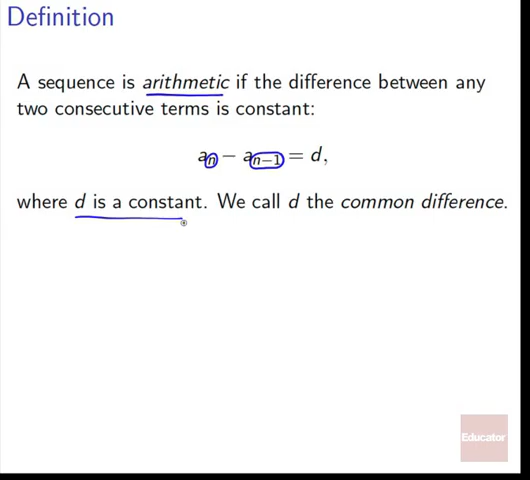 Definition
A sequence is arithmetic if the difference between any
two consecutive terms is constant:
aₙ − aₙ₋₁ = d,
where d is a constant. We call d the common difference.
Educator